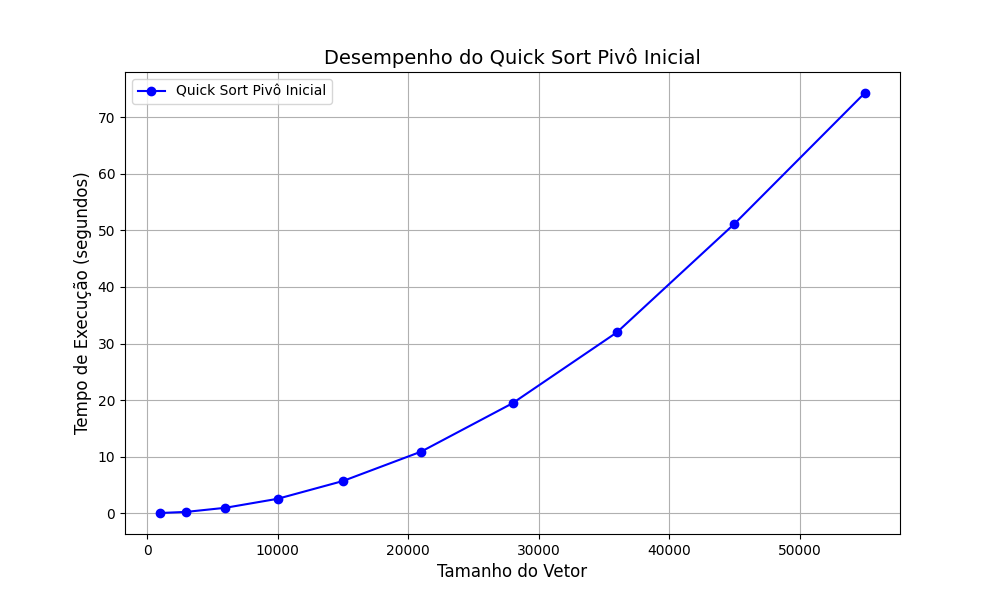 Desempenho do Quick Sort Pivô Inicial
Quick Sort Pivô Inicial
Tempo de Execução (segundos)
70
60
50
40
30
20
10
0
0 10000 20000 30000 40000 50000
Tamanho do Vetor